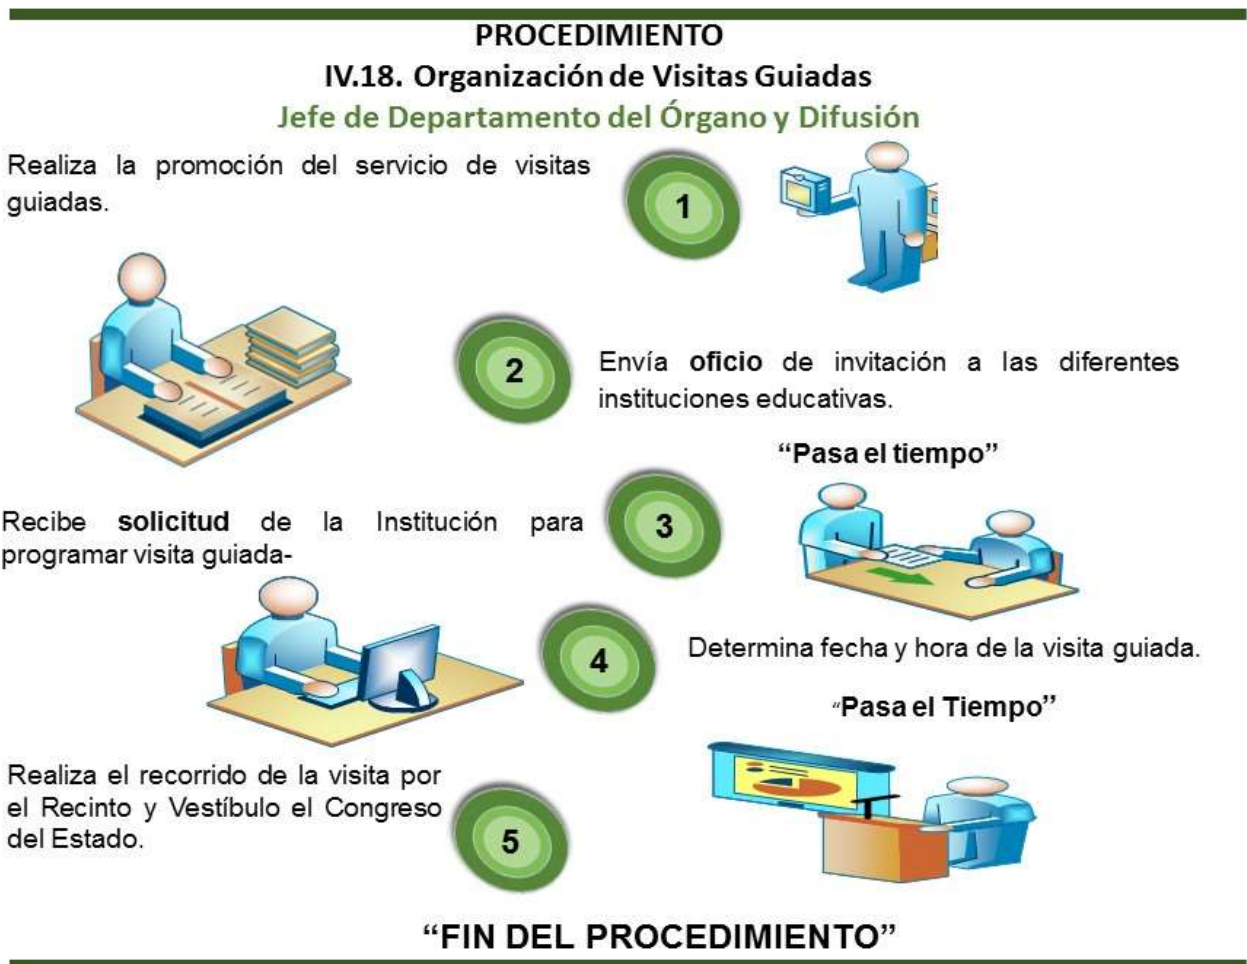 PROCEDIMIENTO
IV.18. Organización de Visitas Guiadas
Jefe de Departamento del Órgano y Difusión
Realiza la promoción del servicio de visitas
guiadas.
1
2
Envía oficio de invitación a las diferentes
instituciones educativas.
“Pasa el tiempo”
Recibe solicitud de la Institución para
programar visita guiada-
3
4
Determina fecha y hora de la visita guiada.
“Pasa el Tiempo”
Realiza el recorrido de la visita por
el Recinto y Vestíbulo el Congreso
del Estado.
5
“FIN DEL PROCEDIMIENTO”